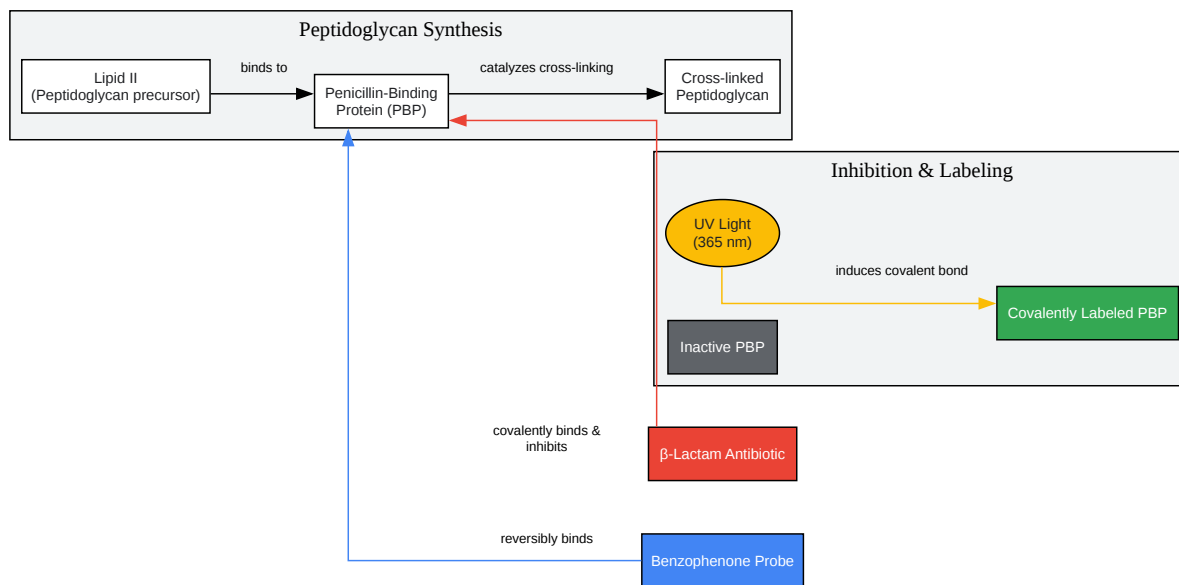 Peptidoglycan Synthesis
Lipid II
(Peptidoglycan precursor)
binds to
Penicillin-Binding
Protein (PBP)
catalyzes cross-linking
Cross-linked
Peptidoglycan
Inhibition & Labeling
UV Light
(365 nm)
induces covalent bond
Covalently Labeled PBP
Inactive PBP
covalently binds &
inhibits
β-Lactam Antibiotic
reversibly binds
Benzophenone Probe